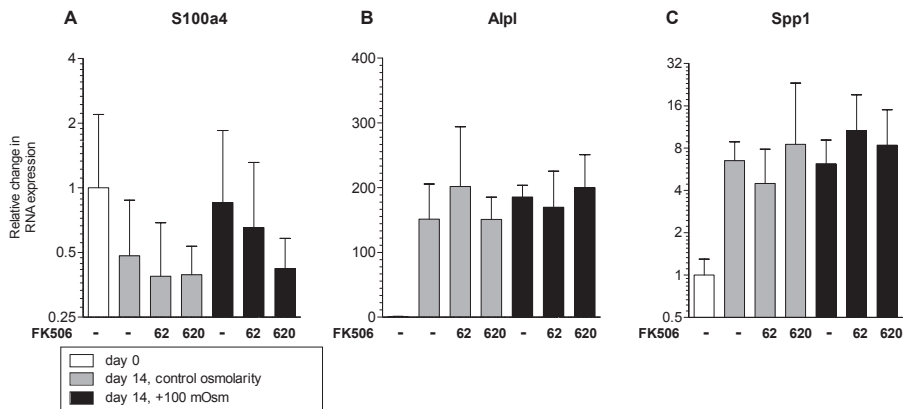 A S100a4
Relative change in
RNA expression
4
2
1
0.5
0.25
FK506 - - 62 620 - 62 620
B Alpl
400
300
200
100
0
FK506 - - 62 620 - 62 620
C Spp1
32
16
8
4
2
1
0.5
FK506 - - 62 620 - 62 620
day 0
day 14, control osmolarity
day 14, +100 mOsm